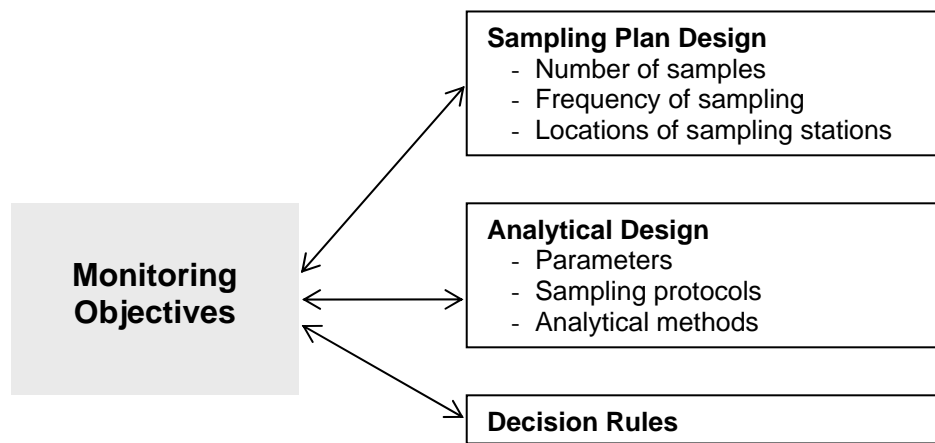 Monitoring
Objectives
Sampling Plan Design
- Number of samples
- Frequency of sampling
- Locations of sampling stations
Analytical Design
- Parameters
- Sampling protocols
- Analytical methods
Decision Rules